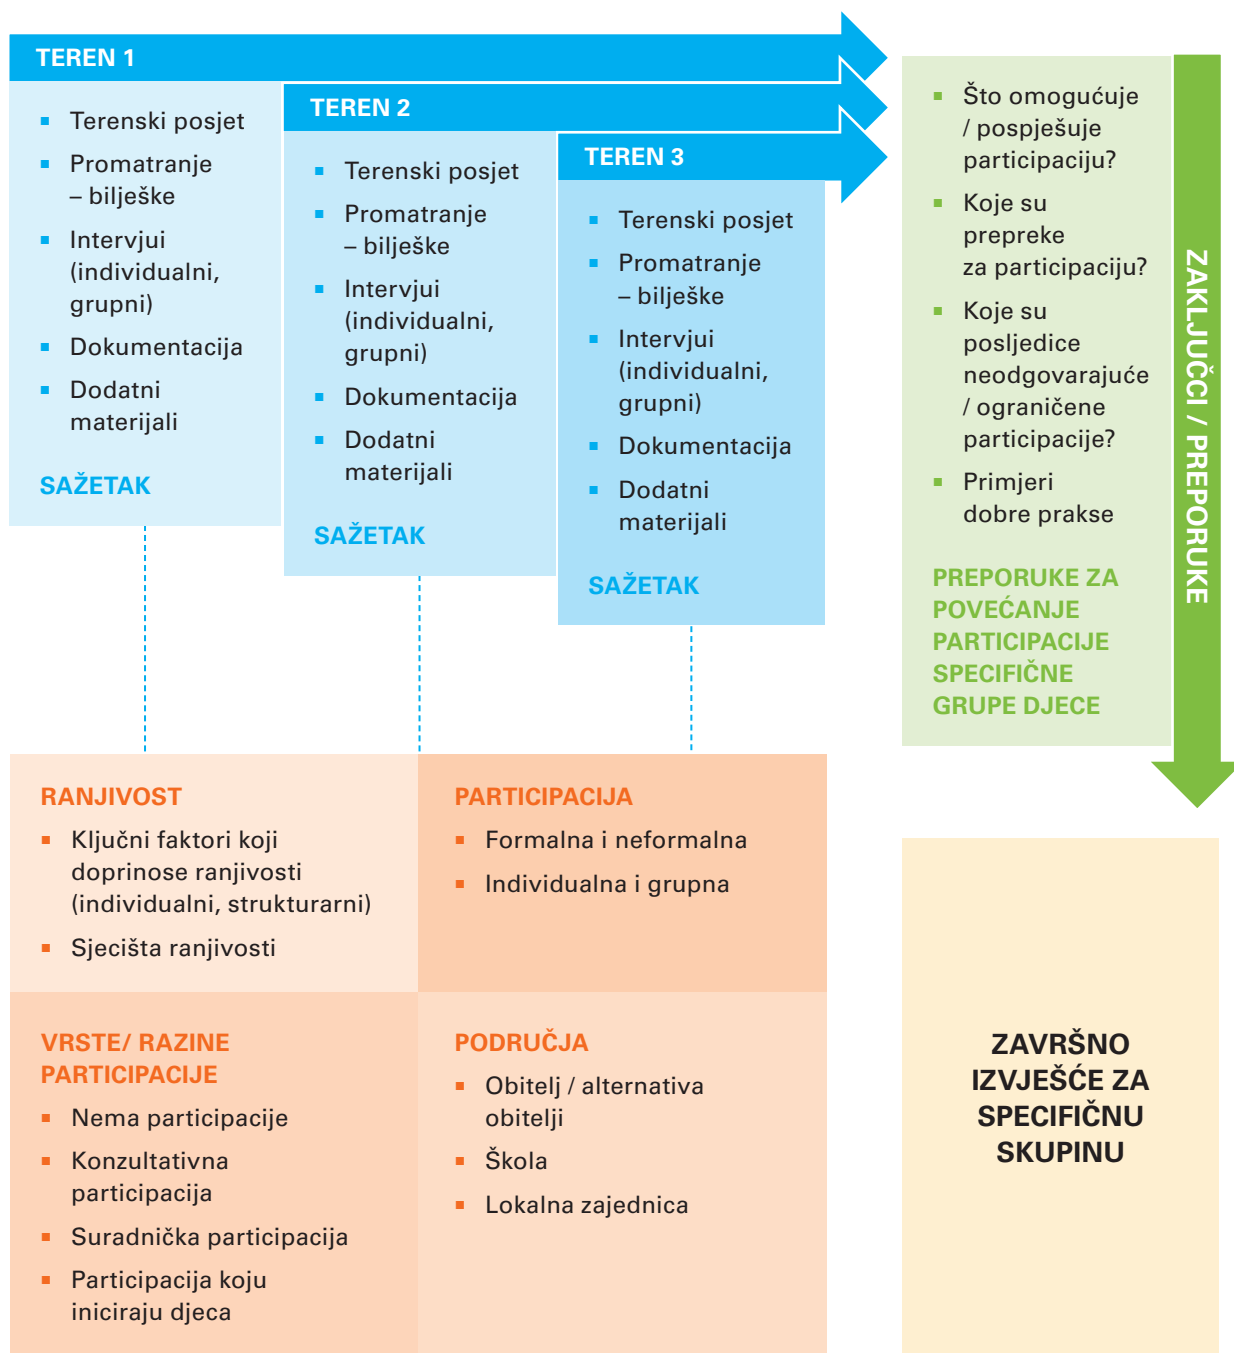 TEREN 1
Terenski posjet
Promatranje
– bilješke
Intervjui
(individualni,
grupni)
Dokumentacija
Dodatni
materijali
SAŽETAK
TEREN 2
Terenski posjet
Promatranje
– bilješke
Intervjui
(individualni,
grupni)
Dokumentacija
Dodatni
materijali
SAŽETAK
TEREN 3
Terenski posjet
Promatranje
– bilješke
Intervjui
(individualni,
grupni)
Dokumentacija
Dodatni
materijali
SAŽETAK
Što omogućuje
/ pospješuje
participaciju?
Koje su
prepreke
za participaciju?
Koje su
posljedice
neodgovarajuće
/ ograničene
participacije?
Primjeri
dobre prakse
PREPORUKE ZA
POVEĆANJE
PARTICIPACIJE
SPECIFIČNE
GRUPE DJECE
ZAKLJUČCI / PREPORUKE
RANJIVOST
Ključni faktori koji
doprinose ranjivosti
(individualni, strukturarni)
Sjecišta ranjivosti
PARTICIPACIJA
Formalna i neformalna
Individualna i grupna
VRSTE/ RAZINE
PARTICIPACIJE
Nema participacije
Konzultativna
participacija
Suradnička participacija
Participacija koju
iniciraju djeca
PODRUČJA
Obitelj / alternativa
obitelji
Škola
Lokalna zajednica
ZAVRŠNO
IZVJEŠĆE ZA
SPECIFIČNU
SKUPINU